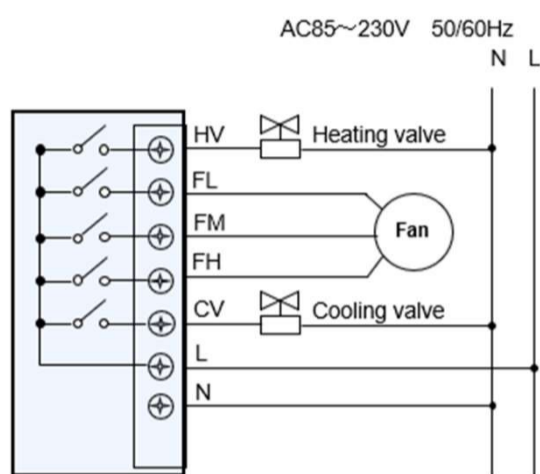 AC85～230V 50/60Hz
N L
HV Heating valve
FL
FM Fan
FH
CV Cooling valve
L
N